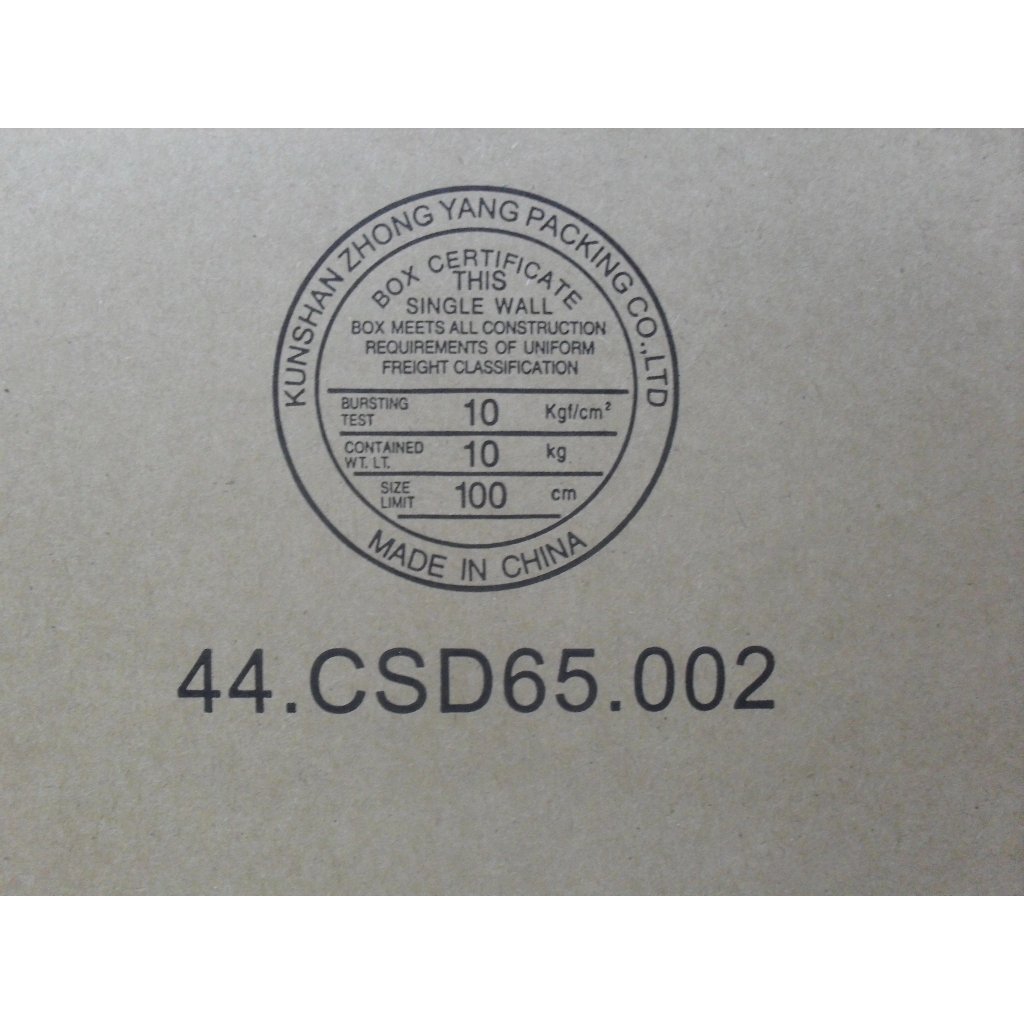 KUNSHAN ZHONG YANG PACKING CO.,LTD
BOX CERTIFICATE
THIS
SINGLE WALL
BOX MEETS ALL CONSTRUCTION
REQUIREMENTS OF UNIFORM
FREIGHT CLASSIFICATION
BURSTING TEST 10 Kgf/cm²
CONTAINED WT. LT. 10 kg
SIZE LIMIT 100 cm
MADE IN CHINA
44.CSD65.002